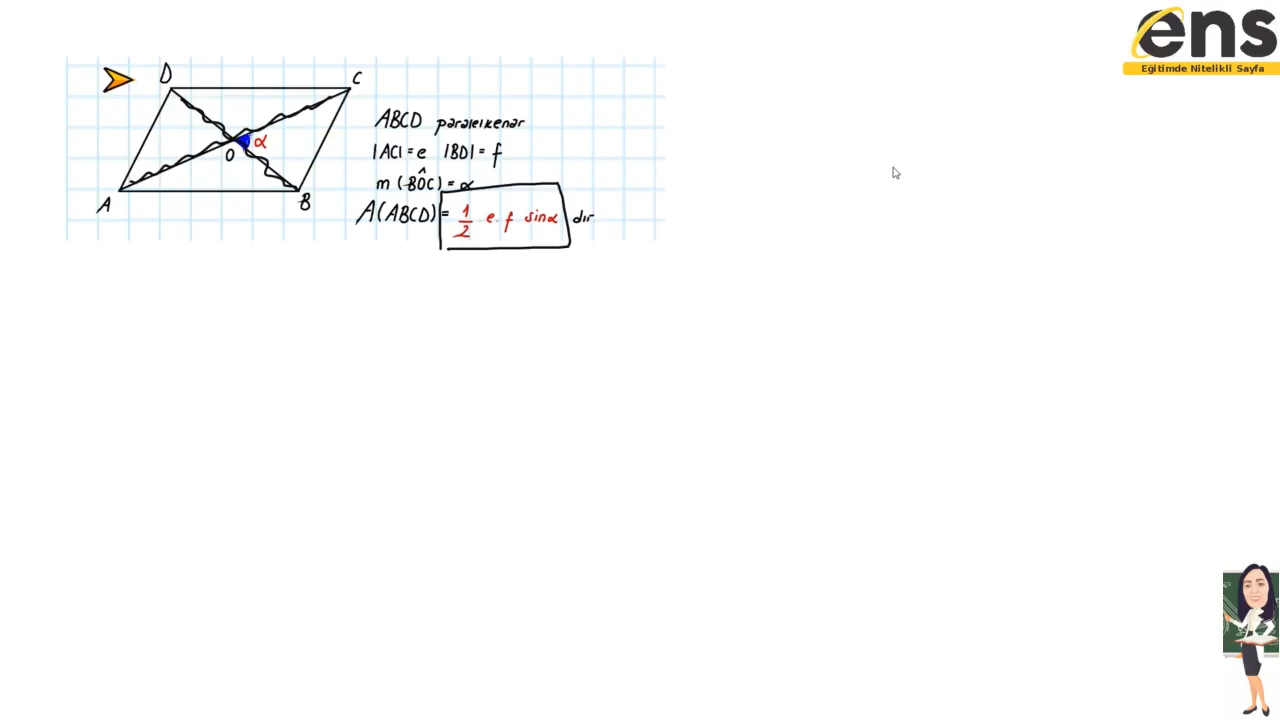 ens
Eğitimde Nitelikli Sayfa
D
C
α
O
A
B
ABCD paralelkenar
|AC| = e |BD| = f
m (BÔC) = α
A(ABCD) = 1/2 e. f sinα dır